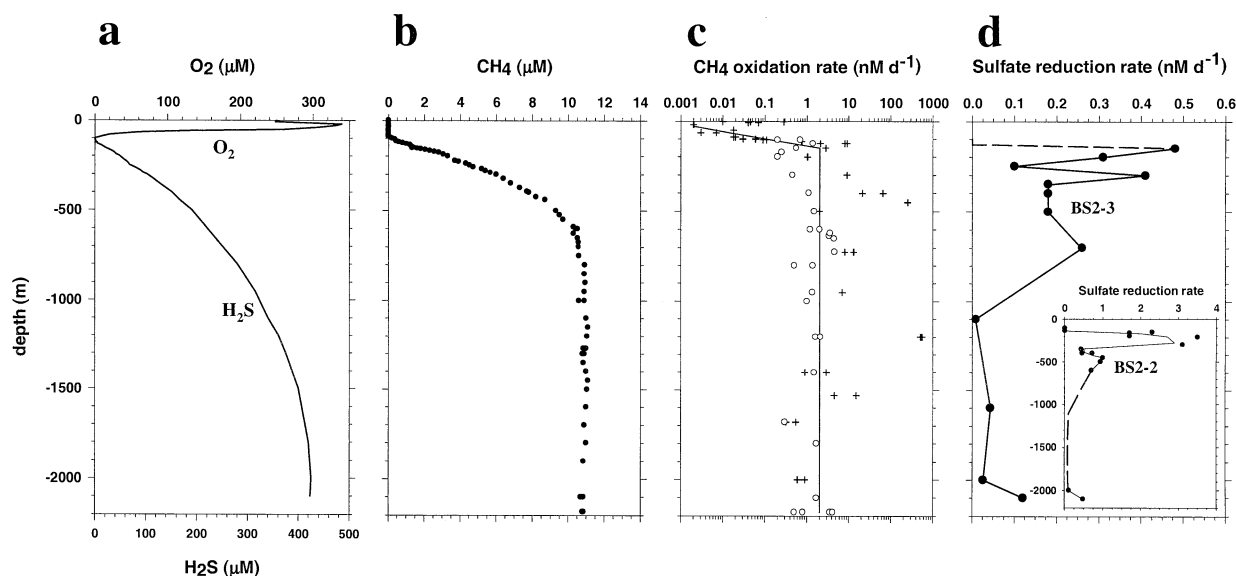 a
b
c
d
O2 (µM)
CH4 (µM)
CH4 oxidation rate (nM d-1)
Sulfate reduction rate (nM d-1)
0 100 200 300
0 2 4 6 8 10 12 14
0.001 0.1 1 10 100 1000
0.0 0.1 0.2 0.3 0.4 0.5 0.6
0
-500
-1000
-1500
-2000
depth (m)
O2
H2S
BS2-3
Sulfate reduction rate
0 1 2 3 4
0
-500
-1000
-1500
-2000
BS2-2
0 100 200 300 400 500
H2S (µM)